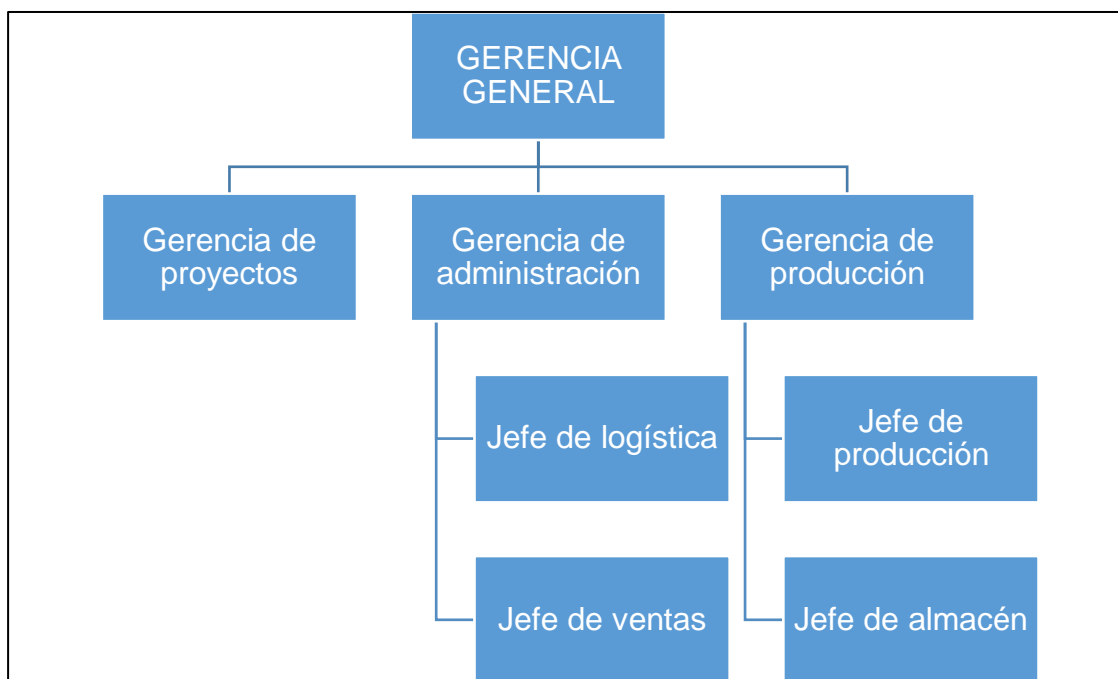 GERENCIA
GENERAL
Gerencia de
proyectos
Gerencia de
administración
Gerencia de
producción
Jefe de logística
Jefe de
producción
Jefe de ventas
Jefe de almacén